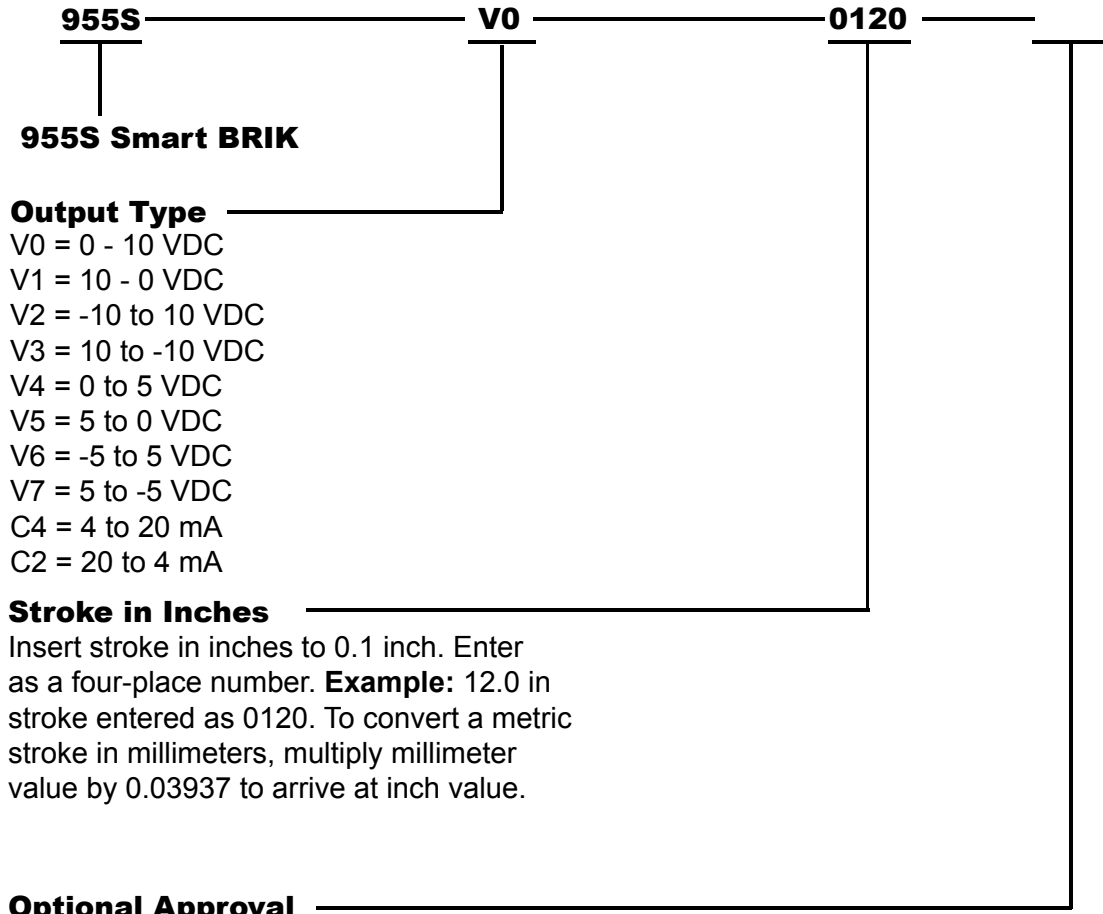 955S V0 0120
955S Smart BRIK
Output Type
V0 = 0 - 10 VDC
V1 = 10 - 0 VDC
V2 = -10 to 10 VDC
V3 = 10 to -10 VDC
V4 = 0 to 5 VDC
V5 = 5 to 0 VDC
V6 = -5 to 5 VDC
V7 = 5 to -5 VDC
C4 = 4 to 20 mA
C2 = 20 to 4 mA
Stroke in Inches
Insert stroke in inches to 0.1 inch. Enter
as a four-place number. Example: 12.0 in
stroke entered as 0120. To convert a metric
stroke in millimeters, multiply millimeter
value by 0.03937 to arrive at inch value.
Optional Approval